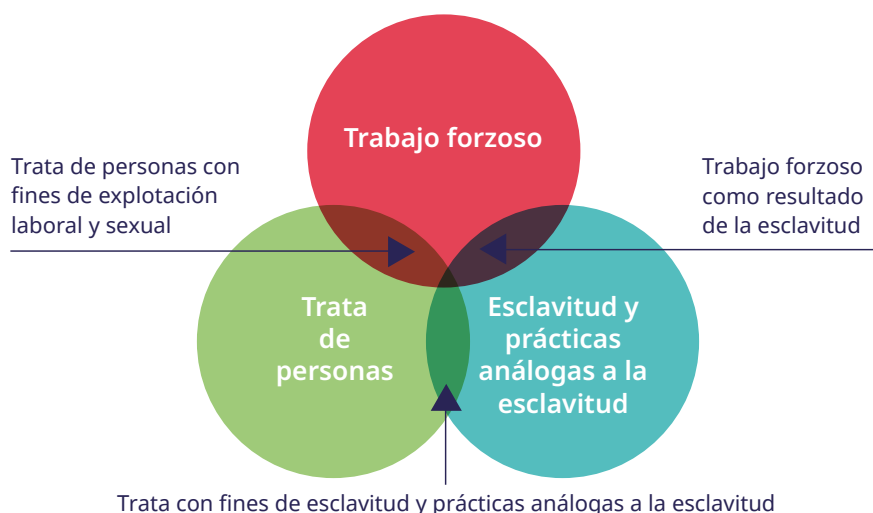 Trabajo forzoso
Trata de personas con
fines de explotación
laboral y sexual
Trabajo forzoso
como resultado
de la esclavitud
Trata
de
personas
Esclavitud y
prácticas
análogas a la
esclavitud
Trata con fines de esclavitud y prácticas análogas a la esclavitud